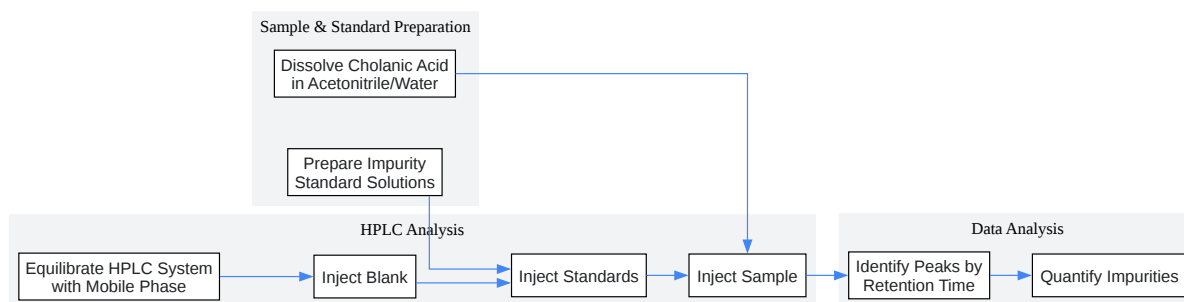 Sample & Standard Preparation
Dissolve Cholanic Acid
in Acetonitrile/Water
Prepare Impurity
Standard Solutions
HPLC Analysis
Equilibrate HPLC System
with Mobile Phase
Inject Blank
Inject Standards
Inject Sample
Data Analysis
Identify Peaks by
Retention Time
Quantify Impurities